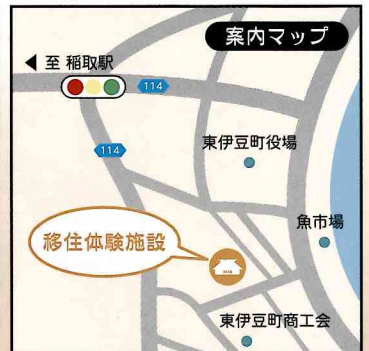 案内マップ
至 稲取駅
114
114
東伊豆町役場
魚市場
移住体験施設
東伊豆町商工会